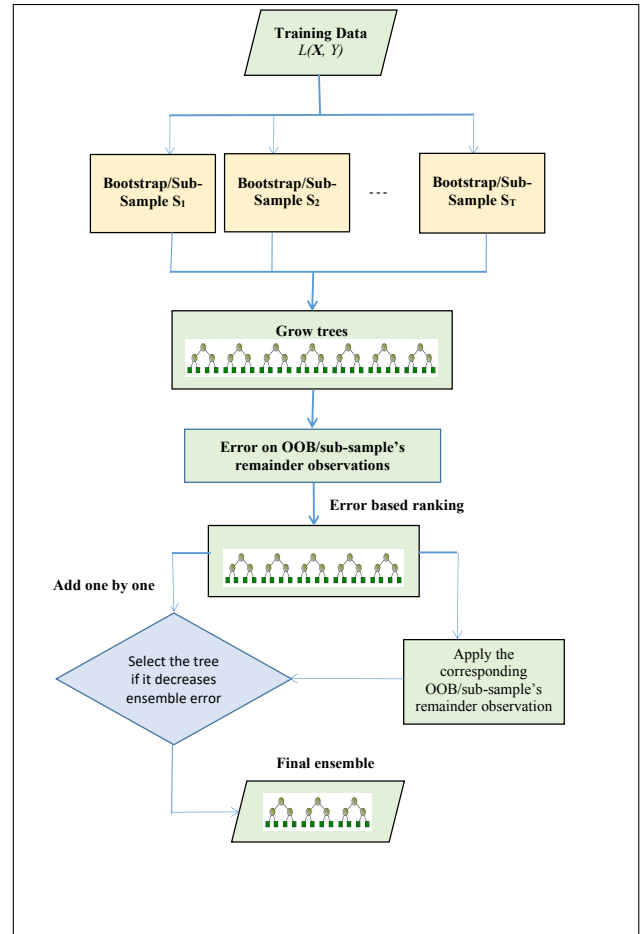 Training Data
L(X, Y)
Bootstrap/Sub-
Sample S₁
Bootstrap/Sub-
Sample S₂
- - -
Bootstrap/Sub-
Sample Sᴛ
Grow trees
Error on OOB/sub-sample's
remainder observations
Error based ranking
Add one by one
Select the tree
if it decreases
ensemble error
Apply the
corresponding
OOB/sub-sample's
remainder observation
Final ensemble